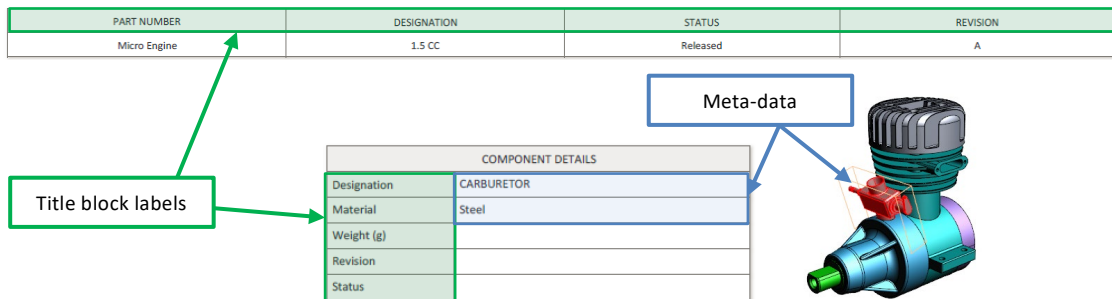 PART NUMBER DESIGNATION STATUS REVISION
Micro Engine 1.5 CC Released A
Meta-data
COMPONENT DETAILS
Designation CARBURETOR
Title block labels
Material Steel
Weight (g)
Revision
Status